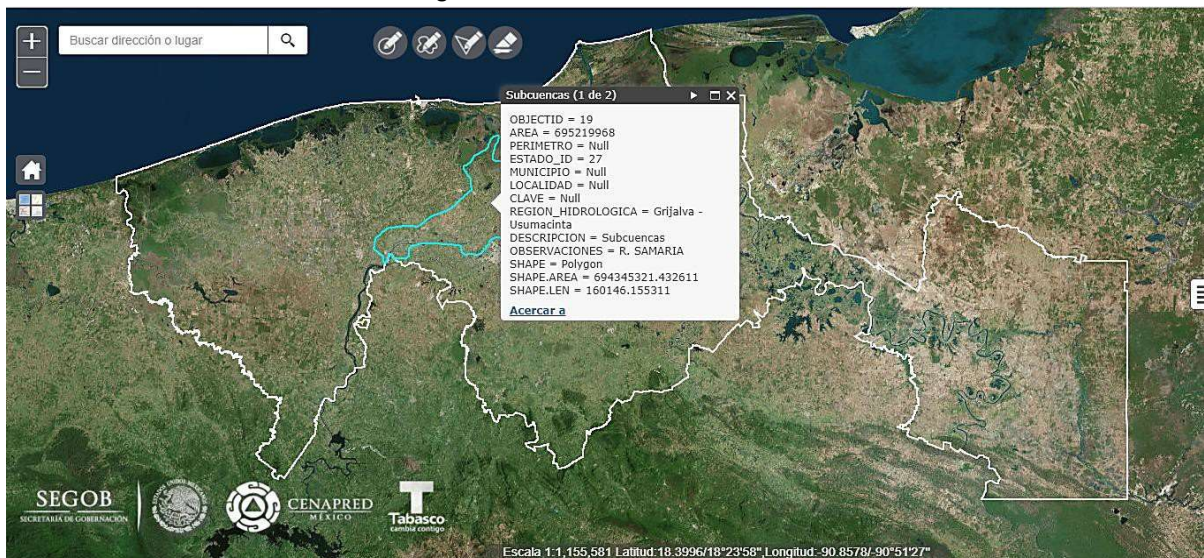 +
Buscar dirección o lugar
−
Subcuencas (1 de 2)
OBJECTID = 19
AREA = 695219968
PERIMETRO = Null
ESTADO_ID = 27
MUNICIPIO = Null
LOCALIDAD = Null
CLAVE = Null
REGION_HIDROLOGICA = Grijalva -
Usumacinta
DESCRIPCION = Subcuencas
OBSERVACIONES = R. SAMARIA
SHAPE = Polygon
SHAPE.AREA = 694345321.432611
SHAPE.LEN = 160146.155311
Acercar a
SEGOB
SECRETARÍA DE GOBERNACIÓN
ESTADOS UNIDOS MEXICANOS
CENAPRED
MÉXICO
Tabasco
cambia contigo
Escala 1:1,155,581 Latitud:18.3996/18°23'58",Longitud:-90.8578/-90°51'27"